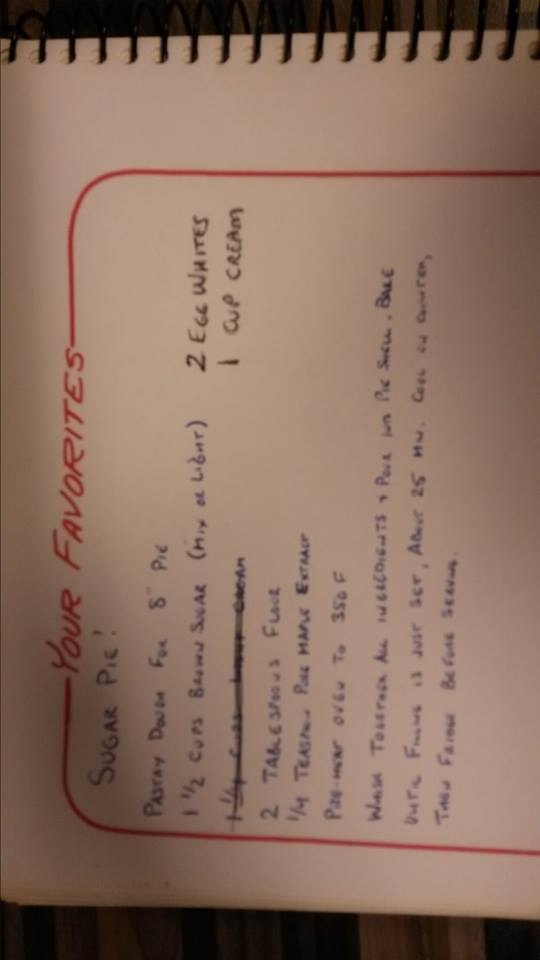 YOUR FAVORITES
SUGAR PIE!
PASTRY DOUGH FOR 8" PIE
1 1/2 CUPS BROWN SUGAR (MIX OR LIGHT) 2 EGG WHITES
1 1/4 CUPS CREAM 1 CUP CREAM
2 TABLESPOONS FLOUR
1/4 TEASPOON PURE MAPLE EXTRACT
PRE-HEAT OVEN TO 350 F
WHISK TOGETHER ALL INGREDIENTS & POUR INTO PIE SHELL. BAKE
UNTIL FILLING IS JUST SET, ABOUT 25 MIN. COOL ON COUNTER,
THEN FRIDGE BEFORE SERVING.